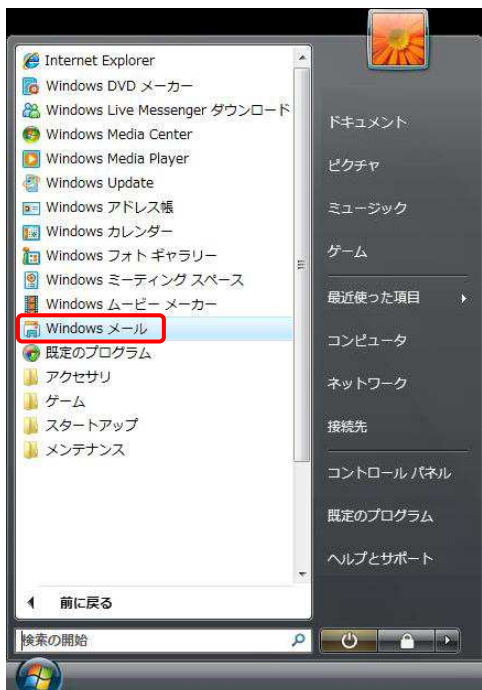 Internet Explorer
Windows DVD メーカー
Windows Live Messenger ダウンロード
Windows Media Center
Windows Media Player
Windows Update
Windows アドレス帳
Windows カレンダー
Windows フォト ギャラリー
Windows ミーティング スペース
Windows ムービー メーカー
Windows メール
既定のプログラム
アクセサリ
ゲーム
スタートアップ
メンテナンス
前に戻る
検索の開始
ドキュメント
ピクチャ
ミュージック
ゲーム
最近使った項目
コンピュータ
ネットワーク
接続先
コントロール パネル
既定のプログラム
ヘルプとサポート